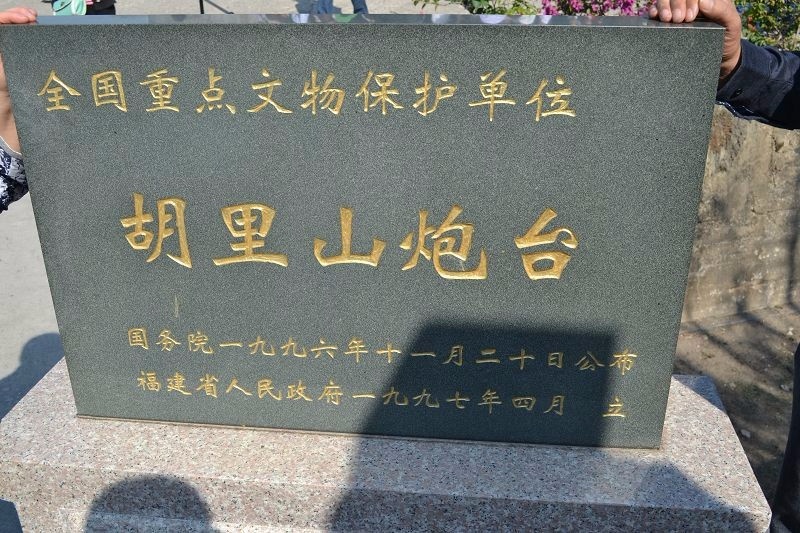 全国重点文物保护单位
胡里山炮台
国务院一九九六年十一月二十日公布
福建省人民政府一九九七年四月 立